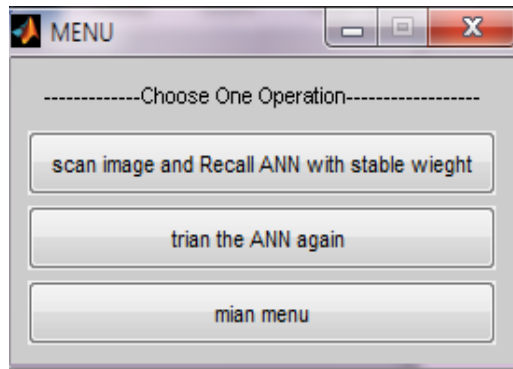 MENU
-------------Choose One Operation------------------
scan image and Recall ANN with stable wieght
trian the ANN again
mian menu